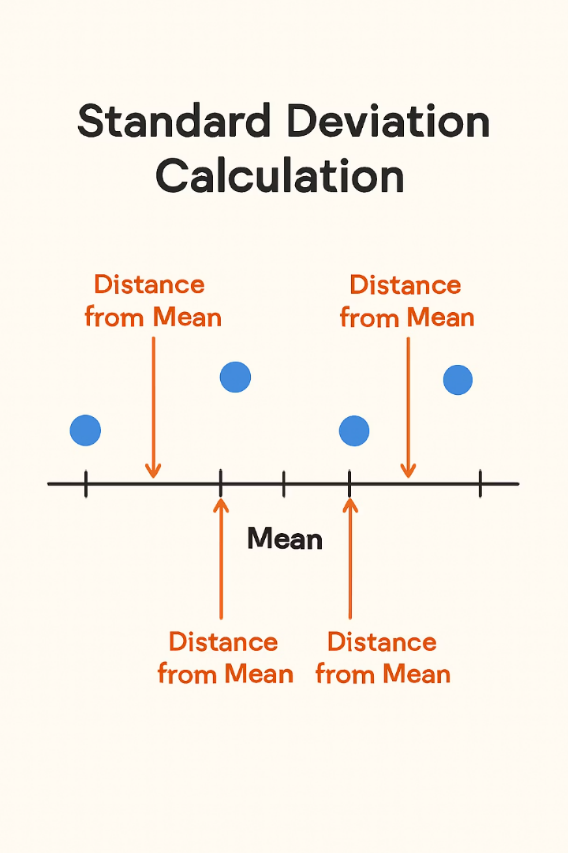 Standard Deviation
Calculation
Distance
from Mean
Distance
from Mean
Mean
Distance
from Mean
Distance
from Mean